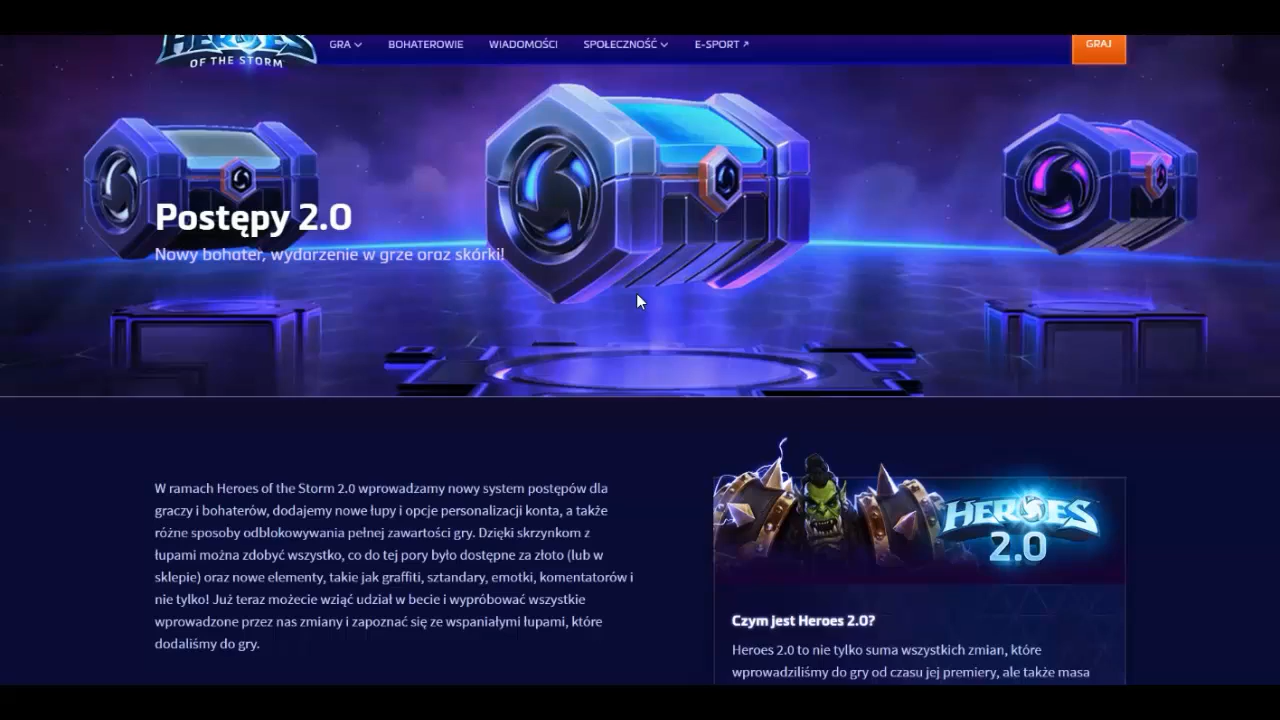 HEROES
OF THE STORM
GRA
BOHATEROWIE
WIADOMOŚCI
SPOŁECZNOŚĆ
E-SPORT
GRAJ
Postępy 2.0
Nowy bohater, wydarzenie w grze oraz skórki!
W ramach Heroes of the Storm 2.0 wprowadzamy nowy system postępów dla
graczy i bohaterów, dodajemy nowe łupy i opcje personalizacji konta, a także
różne sposoby odblokowywania pełnej zawartości gry. Dzięki skrzynkom z
łupami można zdobyć wszystko, co do tej pory było dostępne za złoto (lub w
sklepie) oraz nowe elementy, takie jak graffiti, sztandary, emotki, komentatorów i
nie tylko! Już teraz możecie wziąć udział w becie i wypróbować wszystkie
wprowadzone przez nas zmiany i zapoznać się ze wspaniałymi łupami, które
dodaliśmy do gry.
HEROES
2.0
Czym jest Heroes 2.0?
Heroes 2.0 to nie tylko suma wszystkich zmian, które
wprowadziliśmy do gry od czasu jej premiery, ale także masa